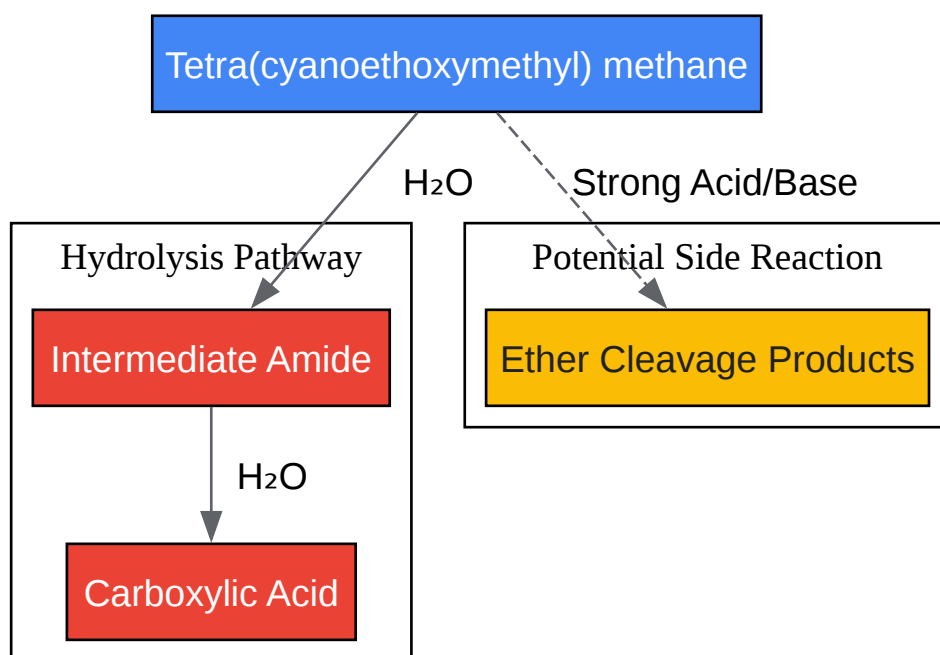 Tetra(cyanoethoxymethyl) methane
H₂O
Strong Acid/Base
Hydrolysis Pathway
Potential Side Reaction
Intermediate Amide
Ether Cleavage Products
H₂O
Carboxylic Acid